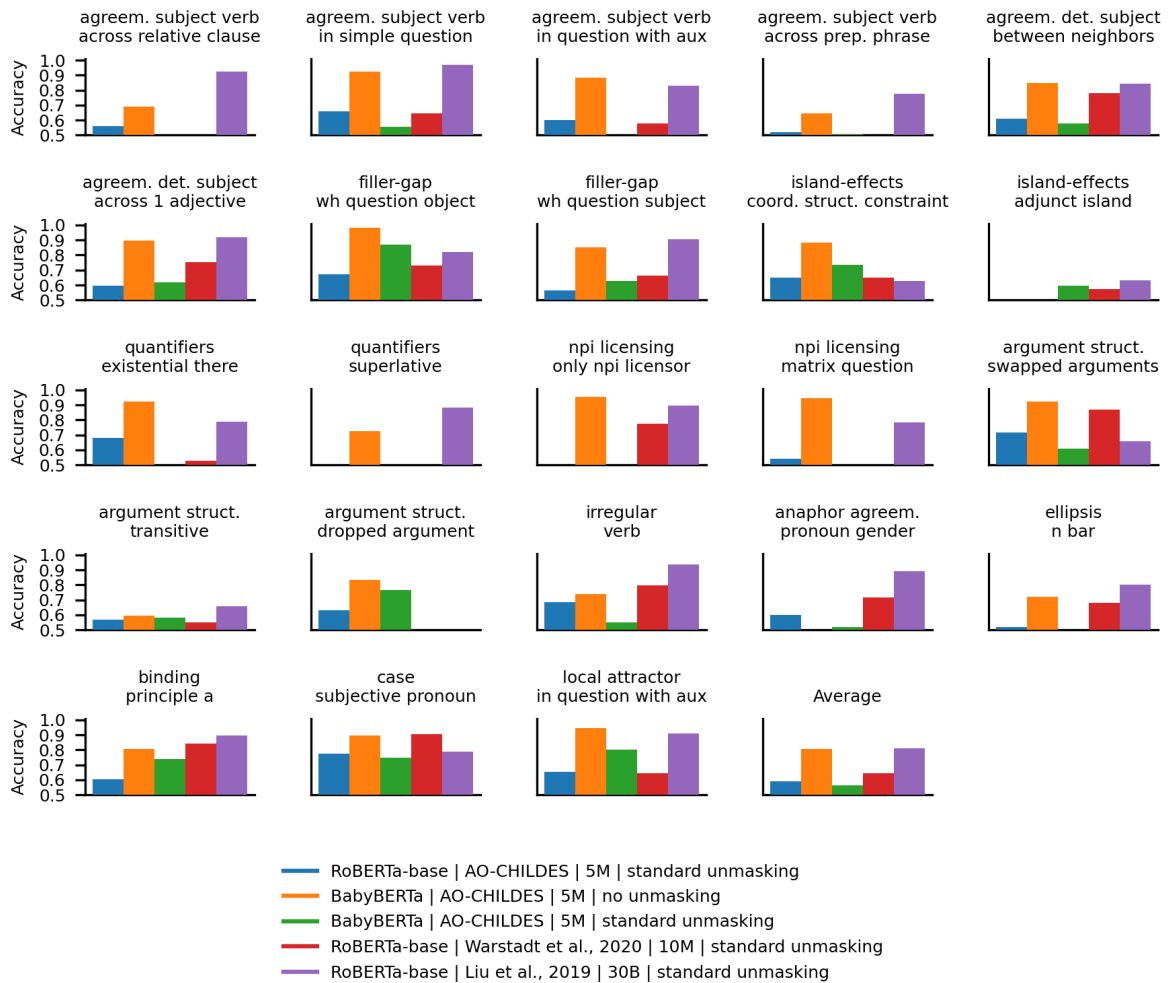 agreem. subject verb
across relative clause
agreem. subject verb
in simple question
agreem. subject verb
in question with aux
agreem. subject verb
across prep. phrase
agreem. det. subject
between neighbors
Accuracy
1.0
0.9
0.8
0.7
0.6
0.5
agreem. det. subject
across 1 adjective
filler-gap
wh question object
filler-gap
wh question subject
island-effects
coord. struct. constraint
island-effects
adjunct island
Accuracy
1.0
0.9
0.8
0.7
0.6
0.5
quantifiers
existential there
quantifiers
superlative
npi licensing
only npi licensor
npi licensing
matrix question
argument struct.
swapped arguments
Accuracy
1.0
0.9
0.8
0.7
0.6
0.5
argument struct.
transitive
argument struct.
dropped argument
irregular
verb
anaphor agreem.
pronoun gender
ellipsis
n bar
Accuracy
1.0
0.9
0.8
0.7
0.6
0.5
binding
principle a
case
subjective pronoun
local attractor
in question with aux
Average
Accuracy
1.0
0.9
0.8
0.7
0.6
0.5
RoBERTa-base | AO-CHILDES | 5M | standard unmasking
BabyBERTa | AO-CHILDES | 5M | no unmasking
BabyBERTa | AO-CHILDES | 5M | standard unmasking
RoBERTa-base | Warstadt et al., 2020 | 10M | standard unmasking
RoBERTa-base | Liu et al., 2019 | 30B | standard unmasking